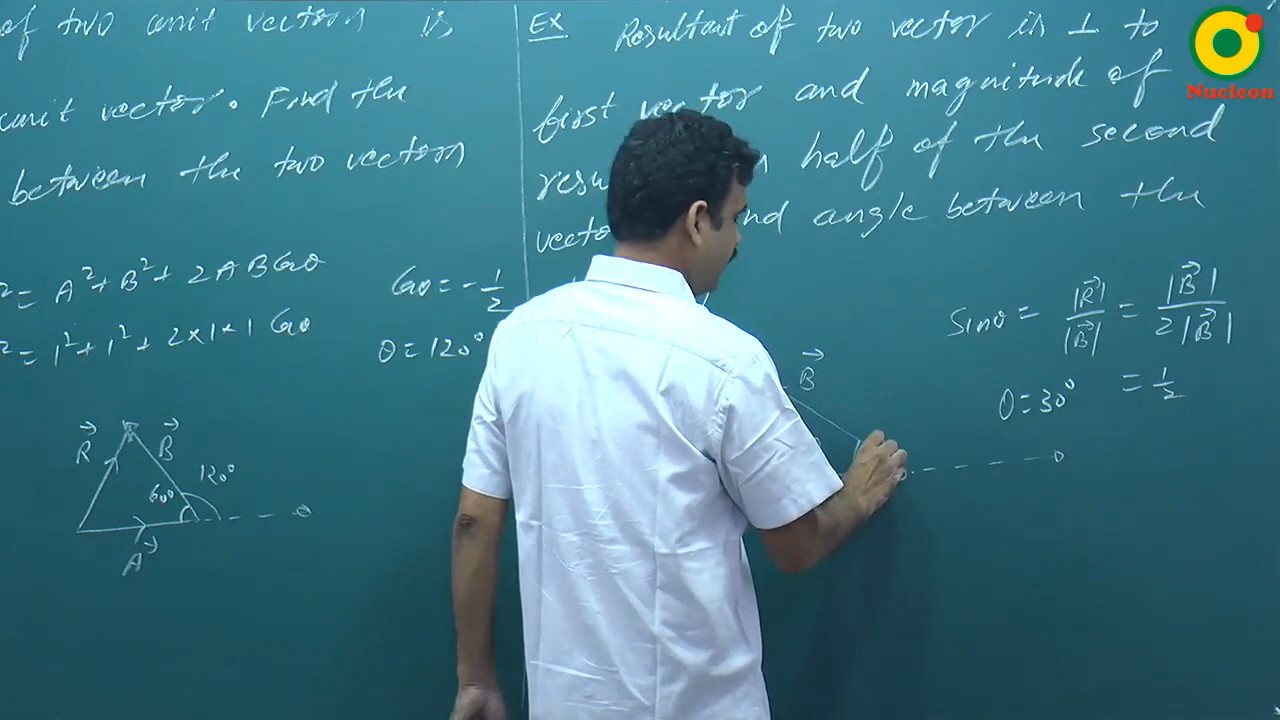 of two unit vectors is
unit vector. Find the
between the two vectors
² = A² + B² + 2AB Cosθ
² = 1² + 1² + 2×1×1 Cosθ
Cosθ = -1/2
θ = 120°
R⃗ B⃗
60° 120°
A⃗
Ex. Resultant of two vector is ⊥ to
first vector and magnitude of
half of the second
angle between the
Sinθ = |R⃗|/|B⃗| = |B⃗|/2|B⃗|
= 1/2
θ = 30°
B⃗
Nucleon